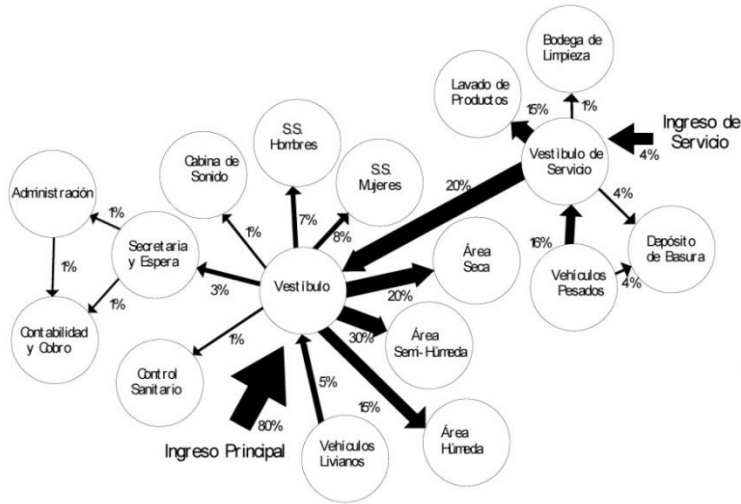 Bodega de
Limpieza
Lavado de
Productos
15%
1%
Ingreso de
Servicio
4%
Vestíbulo de
Servicio
S.S.
Hombres
S.S.
Mujeres
Cabina de
Sonido
20%
4%
16%
Depósito
de Basura
Vehículos
Pesados
4%
Administración
1%
Secretaria
y Espera
1%
1%
Contabilidad
y Cobro
7%
8%
1%
3%
Vestíbulo
Área
Seca
20%
30%
Área
Semi-Húmeda
1%
Control
Sanitario
5%
15%
80%
Ingreso Principal
Vehículos
Livianos
Área
Húmeda